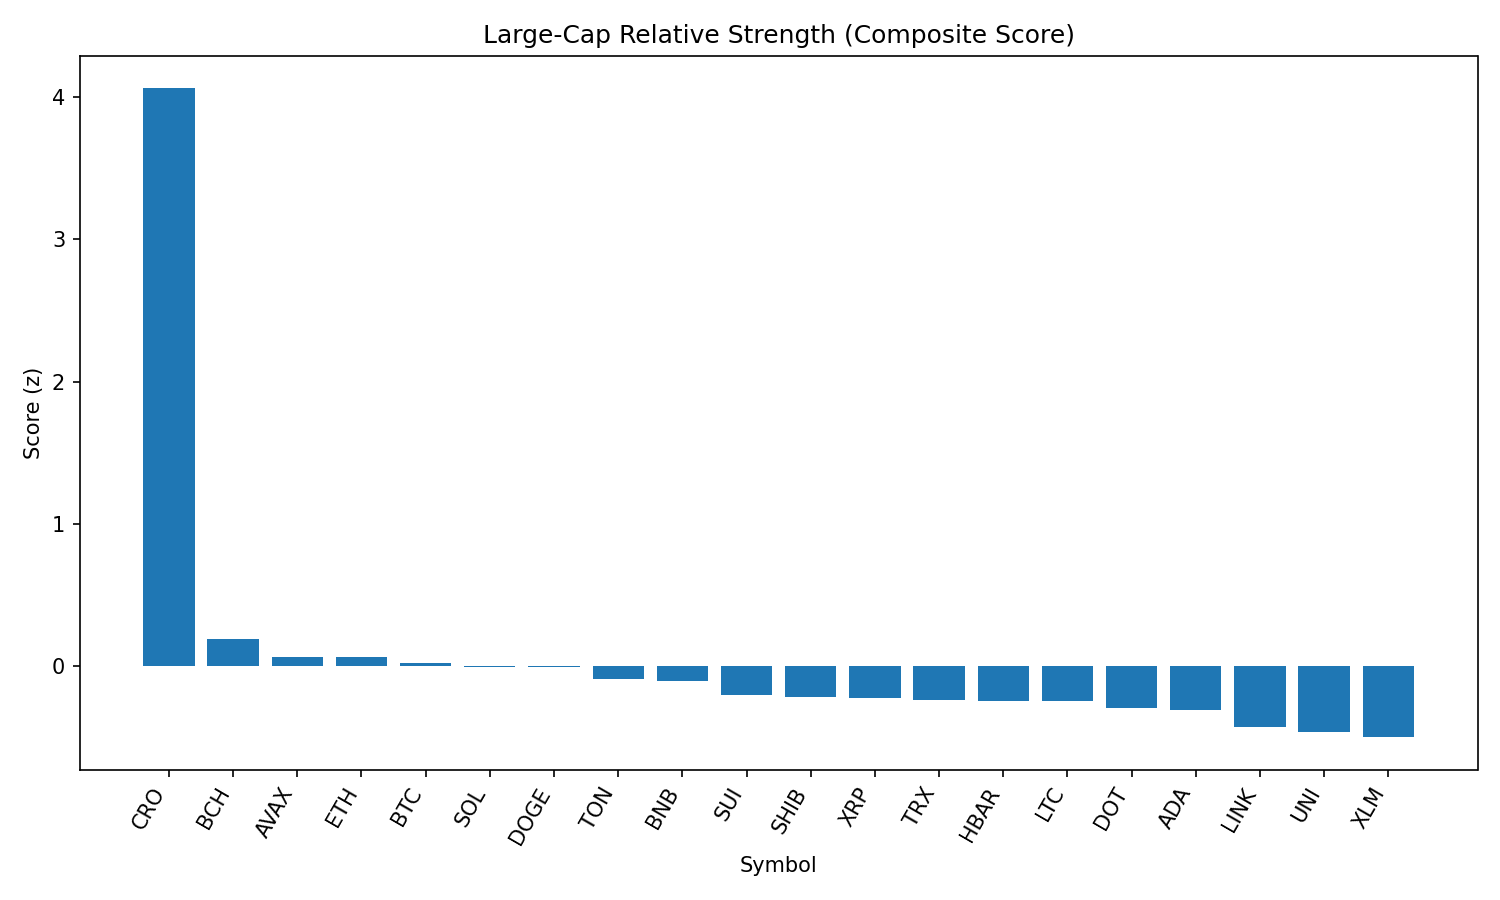 Large-Cap Relative Strength (Composite Score)
Score (z)
4
3
2
1
0
CRO
BCH
AVAX
ETH
BTC
SOL
DOGE
TON
BNB
SUI
SHIB
XRP
TRX
HBAR
LTC
DOT
ADA
LINK
UNI
XLM
Symbol